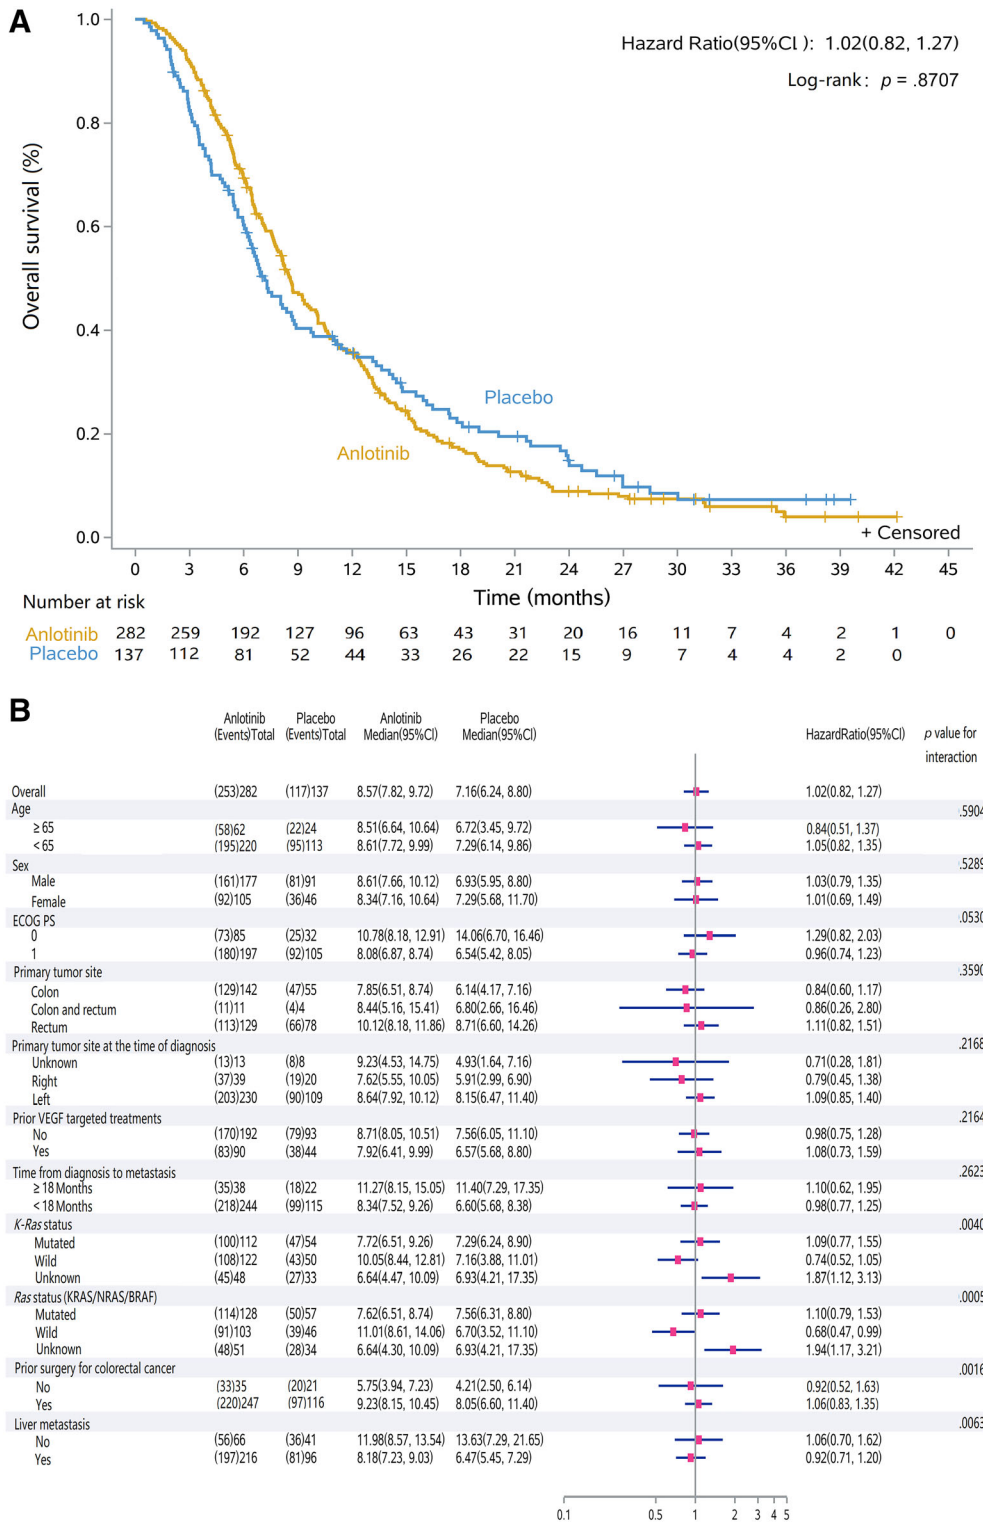 A
Hazard Ratio(95%CI ): 1.02(0.82, 1.27)
Log-rank: p = .8707
Overall survival (%)
1.0
0.8
0.6
0.4
0.2
0.0
Placebo
Anlotinib
+ Censored
0 3 6 9 12 15 18 21 24 27 30 33 36 39 42 45
Time (months)
Number at risk
Anlotinib 282 259 192 127 96 63 43 31 20 16 11 7 4 2 1 0
Placebo 137 112 81 52 44 33 26 22 15 9 7 4 4 2 0
B
Anlotinib Placebo Anlotinib Placebo
(Events)Total (Events)Total Median(95%CI) Median(95%CI) HazardRatio(95%CI) p value for
interaction
Overall (253)282 (117)137 8.57(7.82, 9.72) 7.16(6.24, 8.80) 1.02(0.82, 1.27)
Age .5904
≥ 65 (58)62 (22)24 8.51(6.64, 10.64) 6.72(3.45, 9.72) 0.84(0.51, 1.37)
< 65 (195)220 (95)113 8.61(7.72, 9.99) 7.29(6.14, 9.86) 1.05(0.82, 1.35)
Sex .5289
Male (161)177 (81)91 8.61(7.66, 10.12) 6.93(5.95, 8.80) 1.03(0.79, 1.35)
Female (92)105 (36)46 8.34(7.16, 10.64) 7.29(5.68, 11.70) 1.01(0.69, 1.49)
ECOG PS .0530
0 (73)85 (25)32 10.78(8.18, 12.91) 14.06(6.70, 16.46) 1.29(0.82, 2.03)
1 (180)197 (92)105 8.08(6.87, 8.74) 6.54(5.42, 8.05) 0.96(0.74, 1.23)
Primary tumor site .3590
Colon (129)142 (47)55 7.85(6.51, 8.74) 6.14(4.17, 7.16) 0.84(0.60, 1.17)
Colon and rectum (11)11 (4)4 8.44(5.16, 15.41) 6.80(2.66, 16.46) 0.86(0.26, 2.80)
Rectum (113)129 (66)78 10.12(8.18, 11.86) 8.71(6.60, 14.26) 1.11(0.82, 1.51)
Primary tumor site at the time of diagnosis .2168
Unknown (13)13 (8)8 9.23(4.53, 14.75) 4.93(1.64, 7.16) 0.71(0.28, 1.81)
Right (37)39 (19)20 7.62(5.55, 10.05) 5.91(2.99, 6.90) 0.79(0.45, 1.38)
Left (203)230 (90)109 8.64(7.92, 10.12) 8.15(6.47, 11.40) 1.09(0.85, 1.40)
Prior VEGF targeted treatments .2164
No (170)192 (79)93 8.71(8.05, 10.51) 7.56(6.05, 11.10) 0.98(0.75, 1.28)
Yes (83)90 (38)44 7.92(6.41, 9.99) 6.57(5.68, 8.80) 1.08(0.73, 1.59)
Time from diagnosis to metastasis .2623
≥ 18 Months (35)38 (18)22 11.27(8.15, 15.05) 11.40(7.29, 17.35) 1.10(0.62, 1.95)
< 18 Months (218)244 (99)115 8.34(7.52, 9.26) 6.60(5.68, 8.38) 0.98(0.77, 1.25)
K-Ras status .0040
Mutated (100)112 (47)54 7.72(6.51, 9.26) 7.29(6.24, 8.90) 1.09(0.77, 1.55)
Wild (108)122 (43)50 10.05(8.44, 12.81) 7.16(3.88, 11.01) 0.74(0.52, 1.05)
Unknown (45)48 (27)33 6.64(4.47, 10.09) 6.93(4.21, 17.35) 1.87(1.12, 3.13)
Ras status (KRAS/NRAS/BRAF) .0005
Mutated (114)128 (50)57 7.62(6.51, 8.74) 7.56(6.31, 8.80) 1.10(0.79, 1.53)
Wild (91)103 (39)46 11.01(8.61, 14.06) 6.70(3.52, 11.10) 0.68(0.47, 0.99)
Unknown (48)51 (28)34 6.64(4.30, 10.09) 6.93(4.21, 17.35) 1.94(1.17, 3.21)
Prior surgery for colorectal cancer .0016
No (33)35 (20)21 5.75(3.94, 7.23) 4.21(2.50, 6.14) 0.92(0.52, 1.63)
Yes (220)247 (97)116 9.23(8.15, 10.45) 8.05(6.60, 11.40) 1.06(0.83, 1.35)
Liver metastasis .0063
No (56)66 (36)41 11.98(8.57, 13.54) 13.63(7.29, 21.65) 1.06(0.70, 1.62)
Yes (197)216 (81)96 8.18(7.23, 9.03) 6.47(5.45, 7.29) 0.92(0.71, 1.20)
0.1 0.5 1 2 3 4 5